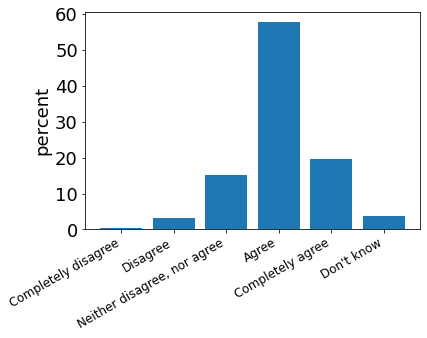 60
50
40
30
20
10
0
percent
Completely disagree
Disagree
Neither disagree, nor agree
Agree
Completely agree
Don't know